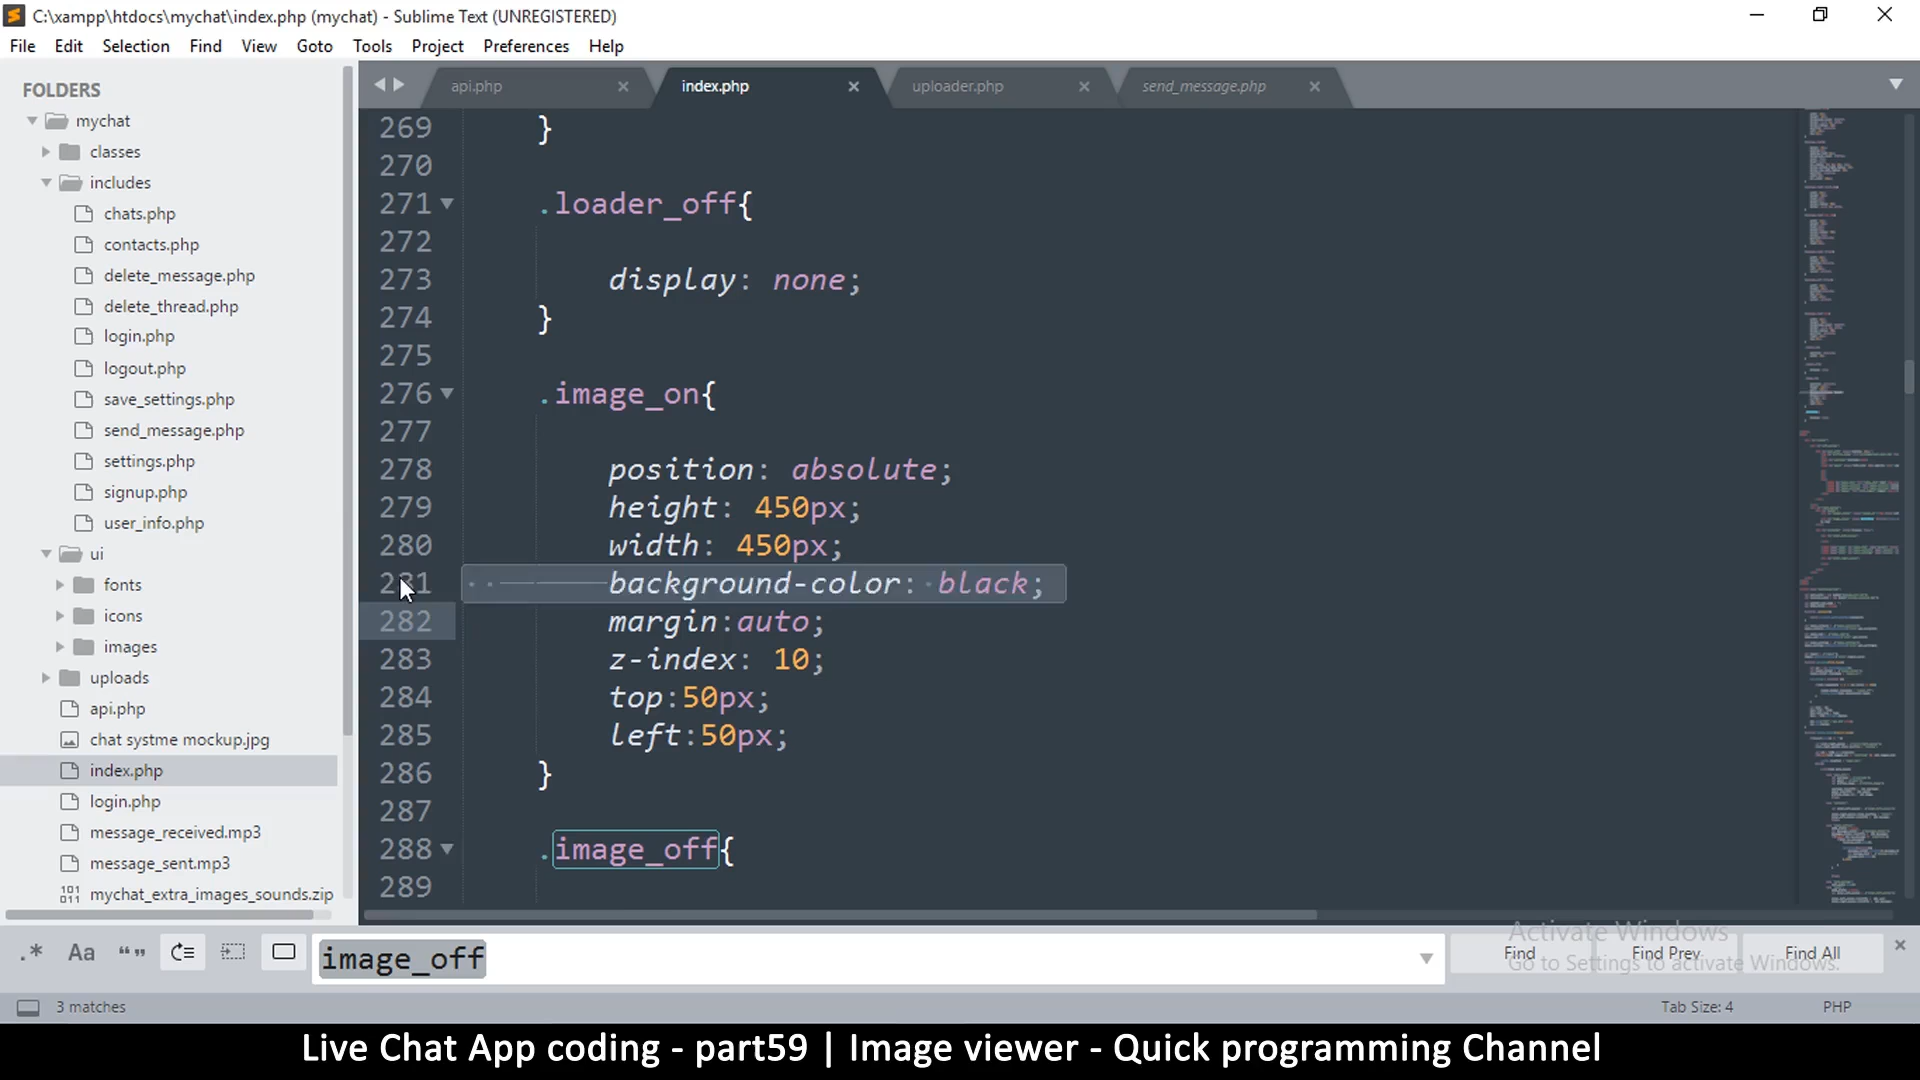 C:\xampp\htdocs\mychat\index.php (mychat) - Sublime Text (UNREGISTERED)
File Edit Selection Find View Goto Tools Project Preferences Help
FOLDERS
mychat
classes
includes
chats.php
contacts.php
delete_message.php
delete_thread.php
login.php
logout.php
save_settings.php
send_message.php
settings.php
signup.php
user_info.php
ui
fonts
icons
images
uploads
api.php
chat systme mockup.jpg
index.php
login.php
message_received.mp3
message_sent.mp3
mychat_extra_images_sounds.zip
api.php index.php uploader.php send_message.php
269 }
270
271 .loader_off{
272
273 display: none;
274 }
275
276 .image_on{
277
278 position: absolute;
279 height: 450px;
280 width: 450px;
281 background-color: black;
282 margin:auto;
283 z-index: 10;
284 top:50px;
285 left:50px;
286 }
287
288 .image_off{
289
.* Aa “ ” image_off Find Find Prev Find All
Activate Windows
Go to Settings to activate Windows.
3 matches Tab Size: 4 PHP
Live Chat App coding - part59 | Image viewer - Quick programming Channel